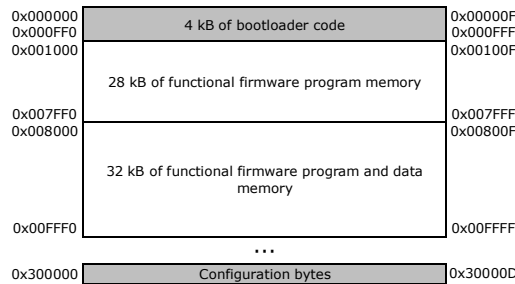 0x000000 4 kB of bootloader code 0x00000F
0x000FF0 0x000FFF
0x001000 0x00100F
28 kB of functional firmware program memory
0x007FF0 0x007FFF
0x008000 0x00800F
32 kB of functional firmware program and data
memory
0x00FFF0 0x00FFFF
...
0x300000 Configuration bytes 0x30000D